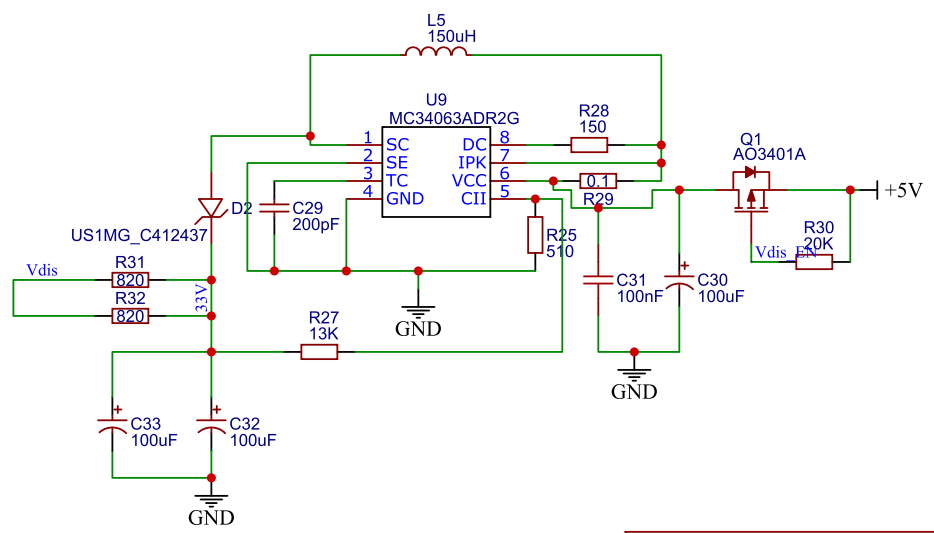 L5
150uH
U9
MC34063ADR2G
1 SC DC 8
2 SE IPK 7
3 TC VCC 6
4 GND CII 5
R28
150
0.1
R29
Q1
AO3401A
+5V
R30
20K
Vdis_EN
D2
US1MG_C412437
C29
200pF
R25
510
Vdis
R31
820
R32
820
33V
C31
100nF
C30
100uF
GND
R27
13K
GND
C33
100uF
C32
100uF
GND